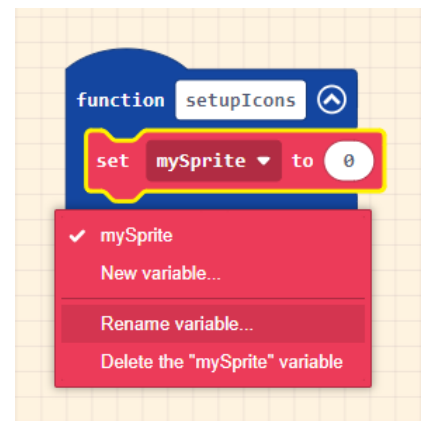 function setupIcons
set mySprite to 0
mySprite
New variable...
Rename variable...
Delete the "mySprite" variable